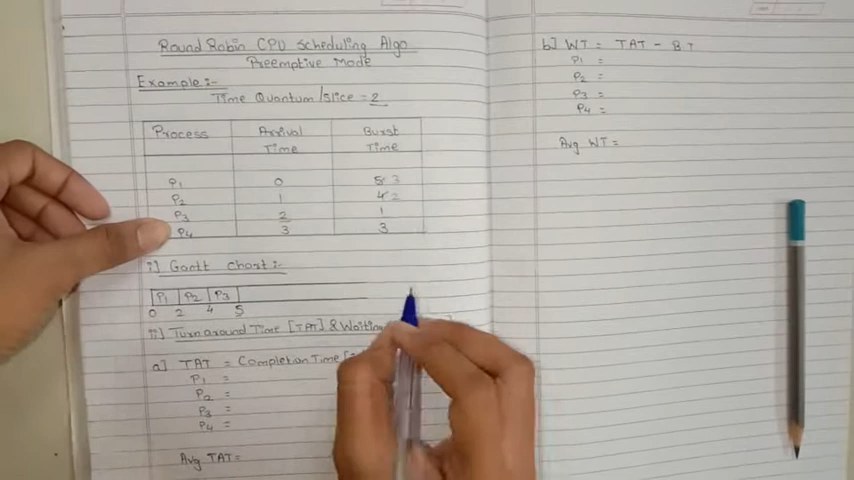 Round Robin CPU Scheduling Algo
Preemptive Mode
Example :-
Time Quantum/slice = 2
Process Arrival Time Burst Time
P1 0 5 3
P2 1 4 2
P3 2 1
P4 3 3
i) Gantt chart :-
P1 P2 P3
0 2 4 5
ii) Turnaround Time [TAT] &
a) TAT = Completion Time
P1 =
P2 =
P3 =
P4 =
Avg TAT=
b] WT = TAT - BT
P1 =
P2 =
P3 =
P4 =
Avg WT =